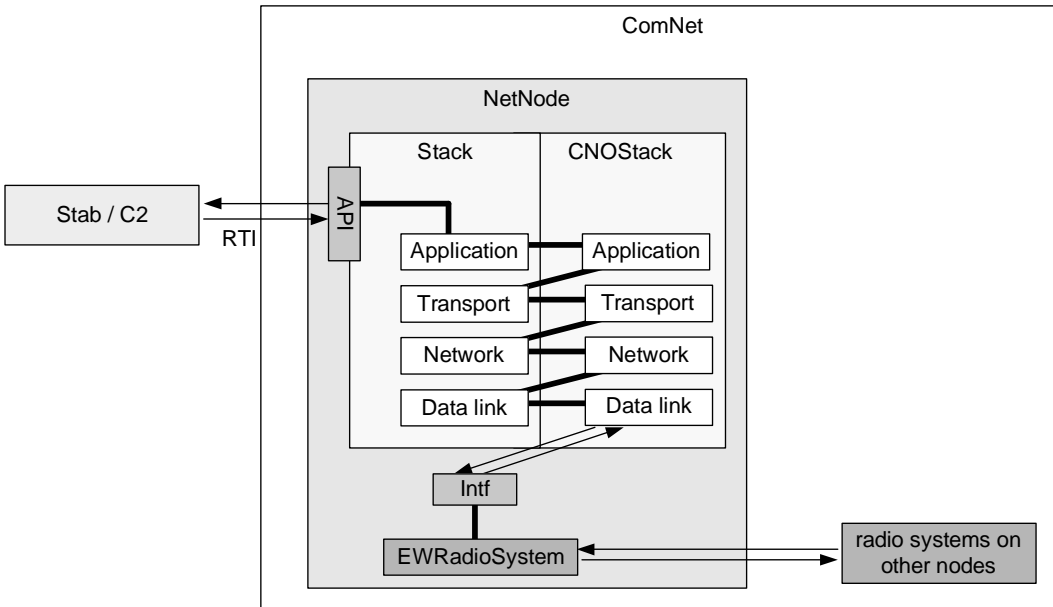 ComNet
NetNode
Stack
CNOStack
API
Stab / C2
RTI
Application
Application
Transport
Transport
Network
Network
Data link
Data link
Intf
EWRadioSystem
radio systems on
other nodes